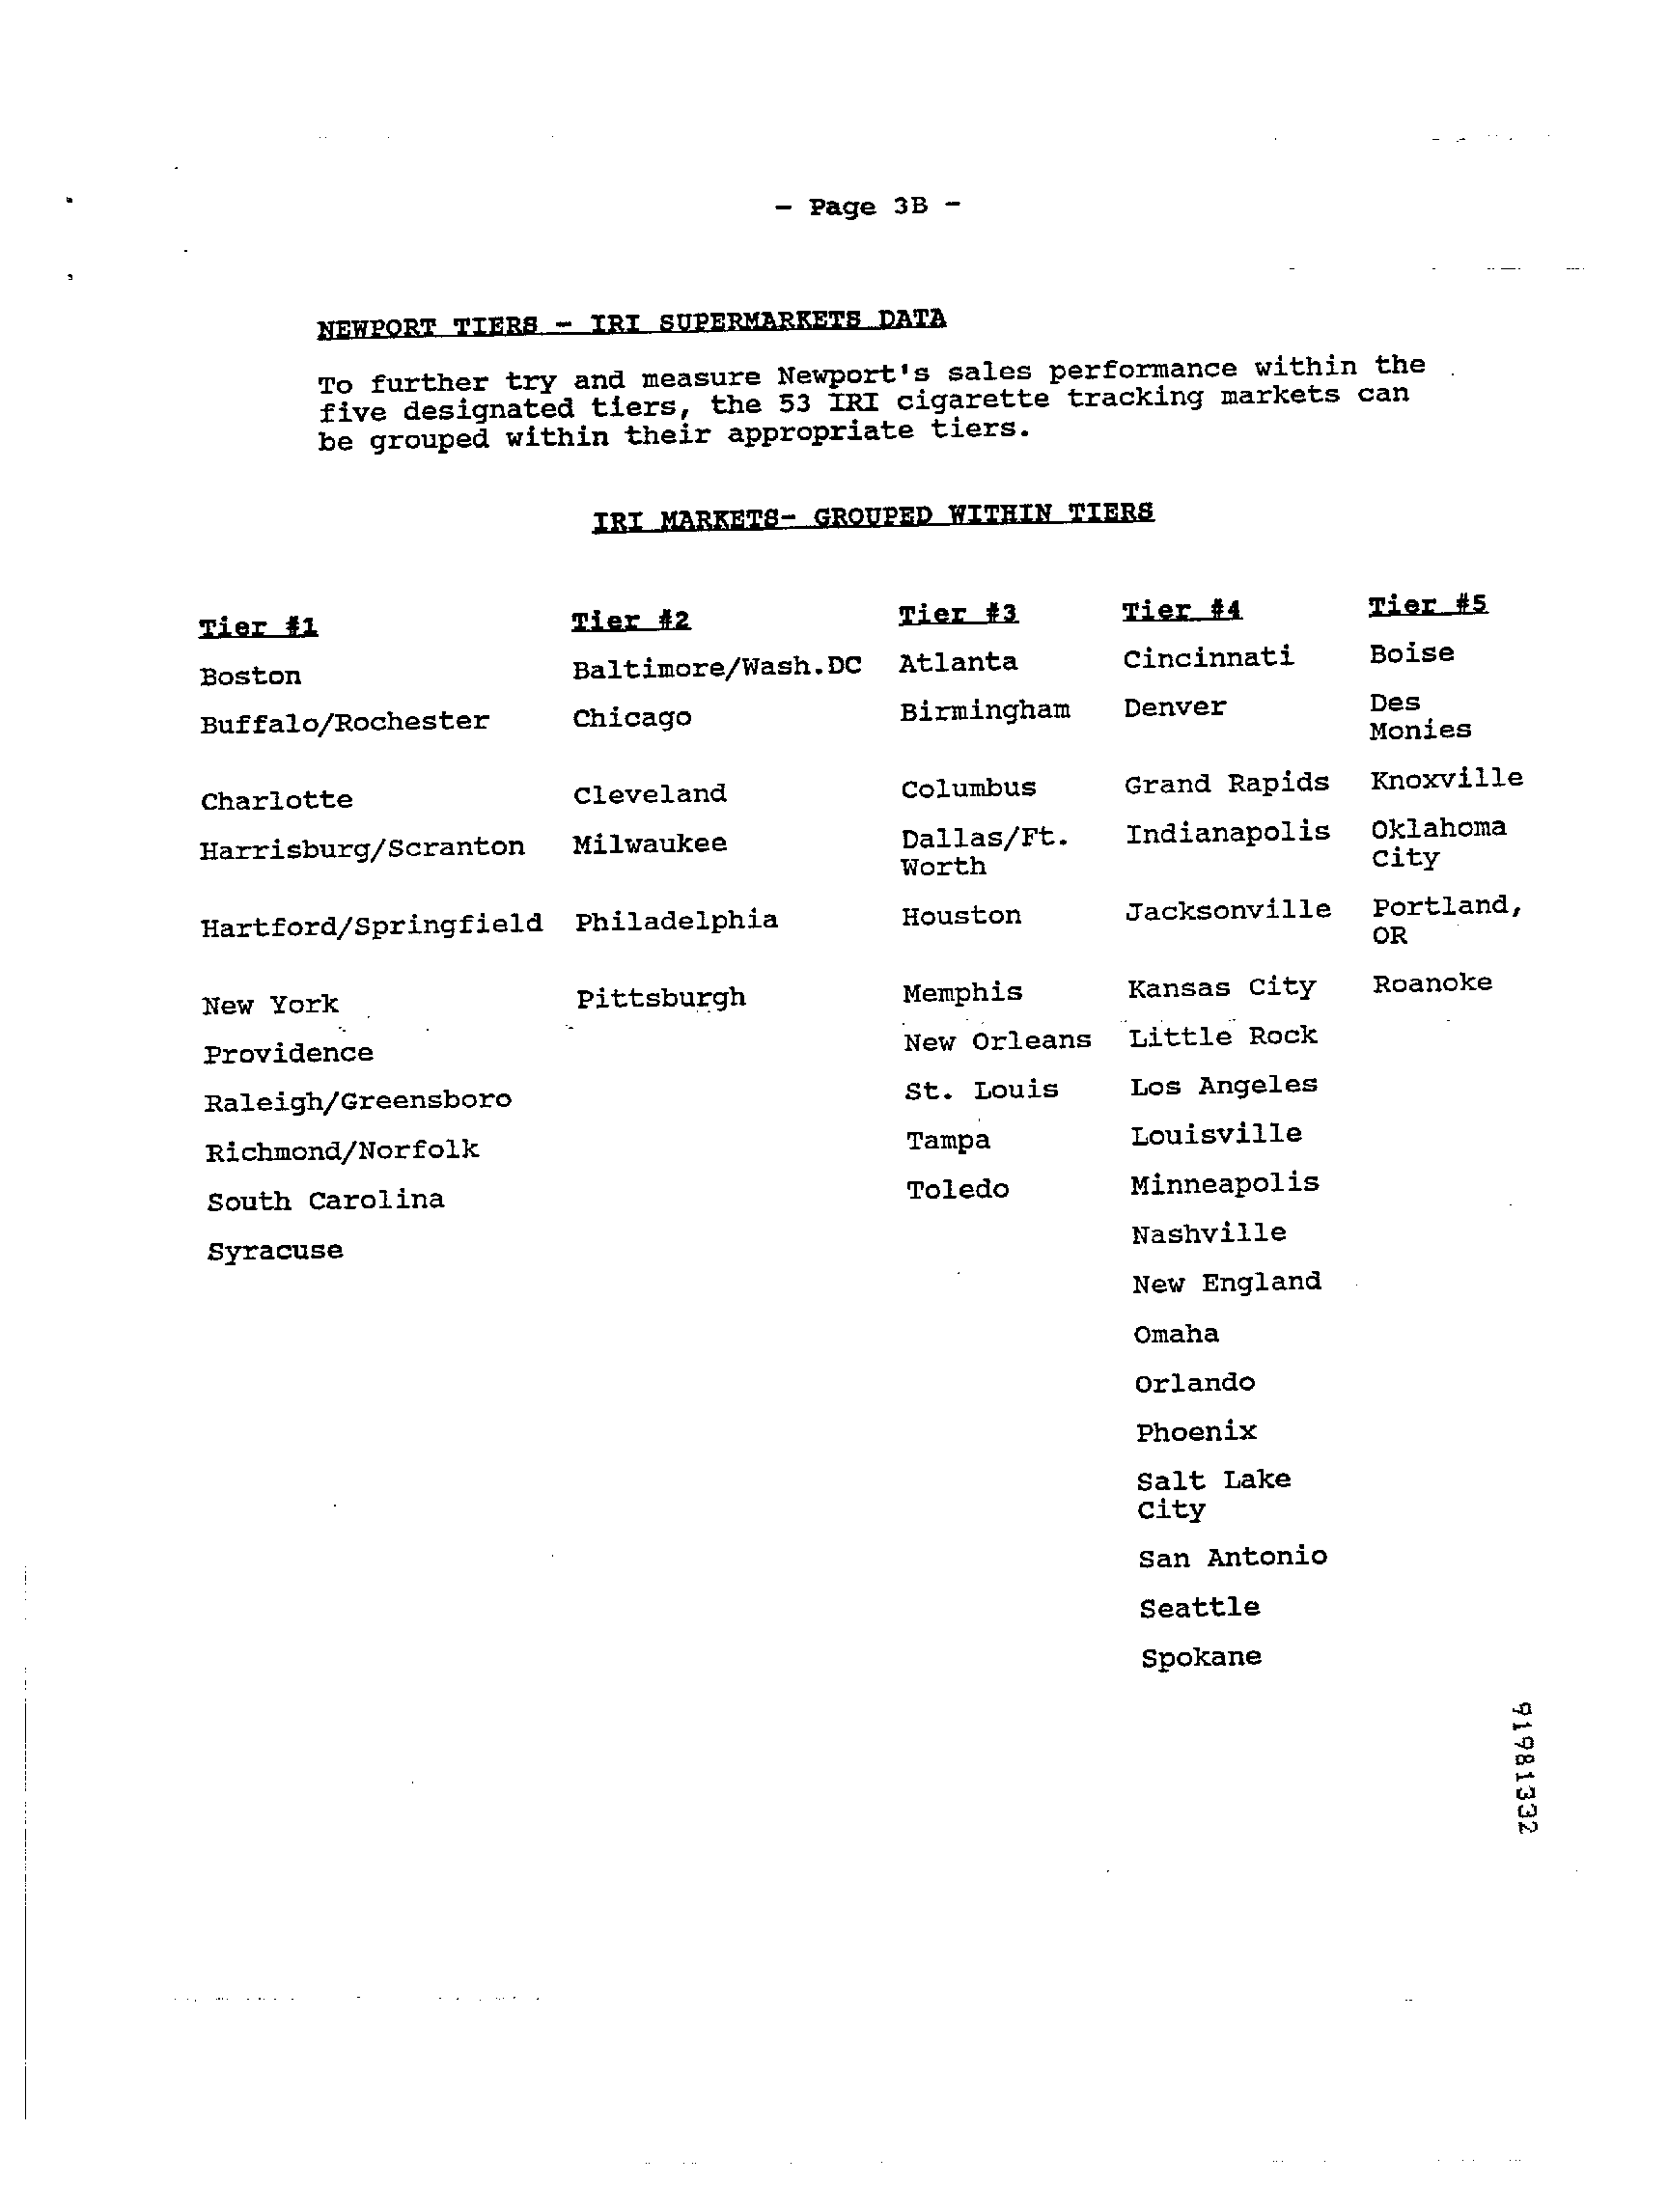 - Page 3B -
NEWPORT TIERS - IRI SUPERMARKETS DATA
To further try and measure Newport's sales performance within the
five designated tiers, the 53 IRI cigarette tracking markets can
be grouped within their appropriate tiers.
IRI MARKETS- GROUPED WITHIN TIERS
Tier #1 Tier #2 Tier #3 Tier #4 Tier #5
Boston Baltimore/Wash.DC Atlanta Cincinnati Boise
Buffalo/Rochester Chicago Birmingham Denver Des
Monies
Charlotte Cleveland Columbus Grand Rapids Knoxville
Harrisburg/Scranton Milwaukee Dallas/Ft. Indianapolis Oklahoma
Worth City
Hartford/Springfield Philadelphia Houston Jacksonville Portland,
OR
New York Pittsburgh Memphis Kansas City Roanoke
Providence New Orleans Little Rock
Raleigh/Greensboro St. Louis Los Angeles
Richmond/Norfolk Tampa Louisville
South Carolina Toledo Minneapolis
Syracuse Nashville
New England
Omaha
Orlando
Phoenix
Salt Lake
City
San Antonio
Seattle
Spokane
91981332